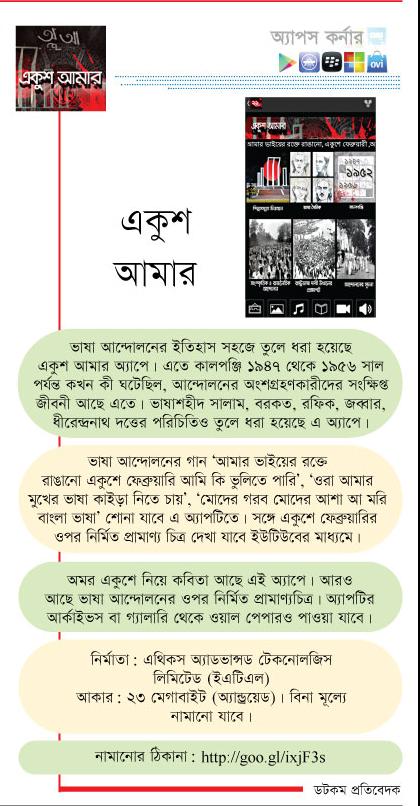 অ্যাপস কর্নার
অ আ
একুশ আমার
ovi
২১
একুশ আমার
১৯৪৭
১৯৫২
১৯৫৬
একুশ
আমার
ভাষা আন্দোলনের ইতিহাস সহজে তুলে ধরা হয়েছে
একুশ আমার অ্যাপে। এতে কালপঞ্জি ১৯৪৭ থেকে ১৯৫৬ সাল
পর্যন্ত কখন কী ঘটেছিল, আন্দোলনের অংশগ্রহণকারীদের সংক্ষিপ্ত
জীবনী আছে এতে। ভাষাশহীদ সালাম, বরকত, রফিক, জব্বার,
ধীরেন্দ্রনাথ দত্তের পরিচিতিও তুলে ধরা হয়েছে এ অ্যাপে।
ভাষা আন্দোলনের গান ‘আমার ভাইয়ের রক্তে
রাঙানো একুশে ফেব্রুয়ারি আমি কি ভুলিতে পারি’, ‘ওরা আমার
মুখের ভাষা কাইড়া নিতে চায়’, ‘মোদের গরব মোদের আশা আ মরি
বাংলা ভাষা’ শোনা যাবে এ অ্যাপটিতে। সঙ্গে একুশে ফেব্রুয়ারির
ওপর নির্মিত প্রামাণ্য চিত্র দেখা যাবে ইউটিউবের মাধ্যমে।
অমর একুশে নিয়ে কবিতা আছে এই অ্যাপে। আরও
আছে ভাষা আন্দোলনের ওপর নির্মিত প্রামাণ্যচিত্র। অ্যাপটির
আর্কাইভস বা গ্যালারি থেকে ওয়াল পেপারও পাওয়া যাবে।
নির্মাতা : এথিকস অ্যাডভান্সড টেকনোলজিস
লিমিটেড (ইএটিএল)
আকার : ২৩ মেগাবাইট (অ্যান্ড্রয়েড)। বিনা মূল্যে
নামানো যাবে।
নামানোর ঠিকানা : http://goo.gl/ixjF3s
ডটকম প্রতিবেদক